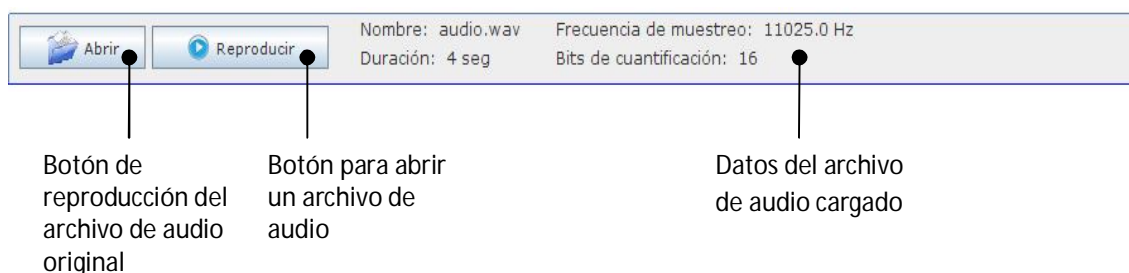 Abrir
Reproducir
Nombre: audio.wav
Frecuencia de muestreo: 11025.0 Hz
Duración: 4 seg
Bits de cuantificación: 16
Botón de
reproducción del
archivo de audio
original
Botón para abrir
un archivo de
audio
Datos del archivo
de audio cargado